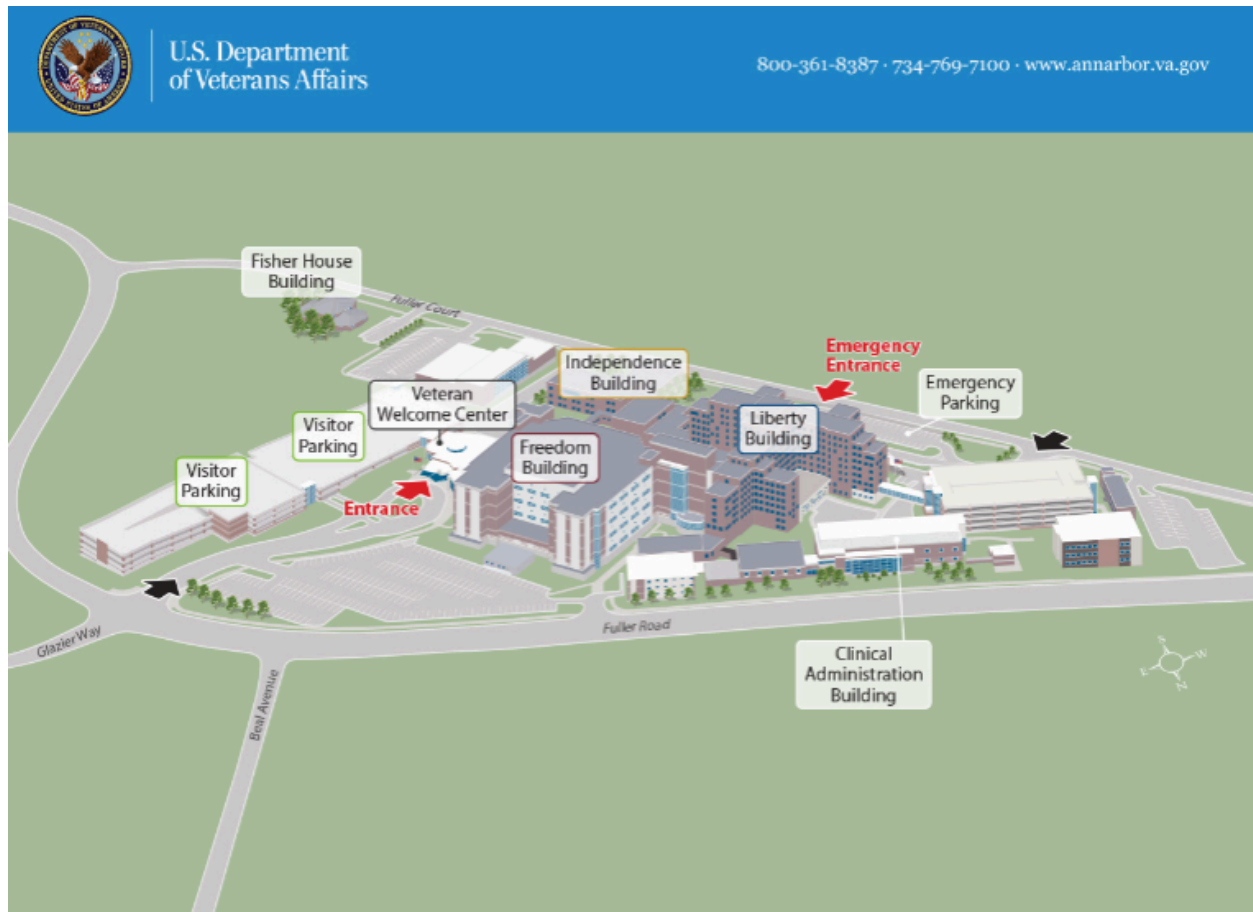 U.S. Department
of Veterans Affairs
800-361-8387 · 734-769-7100 · www.annarbor.va.gov
Fisher House
Building
Fuller Court
Independence
Building
Emergency
Entrance
Emergency
Parking
Veteran
Welcome Center
Visitor
Parking
Liberty
Building
Freedom
Building
Visitor
Parking
Entrance
Glazier Way
Fuller Road
Beal Avenue
Clinical
Administration
Building
S
W
E
N